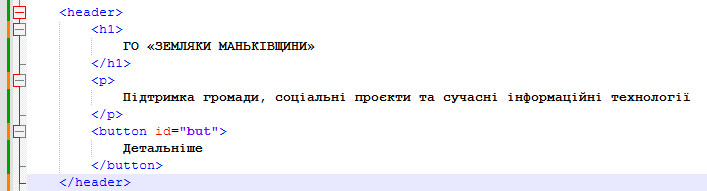 <header>
<h1>
ГО «ЗЕМЛЯКИ МАНЬКІВЩИНИ»
</h1>
<p>
Підтримка громади, соціальні проєкти та сучасні інформаційні технології
</p>
<button id="but">
Детальніше
</button>
</header>